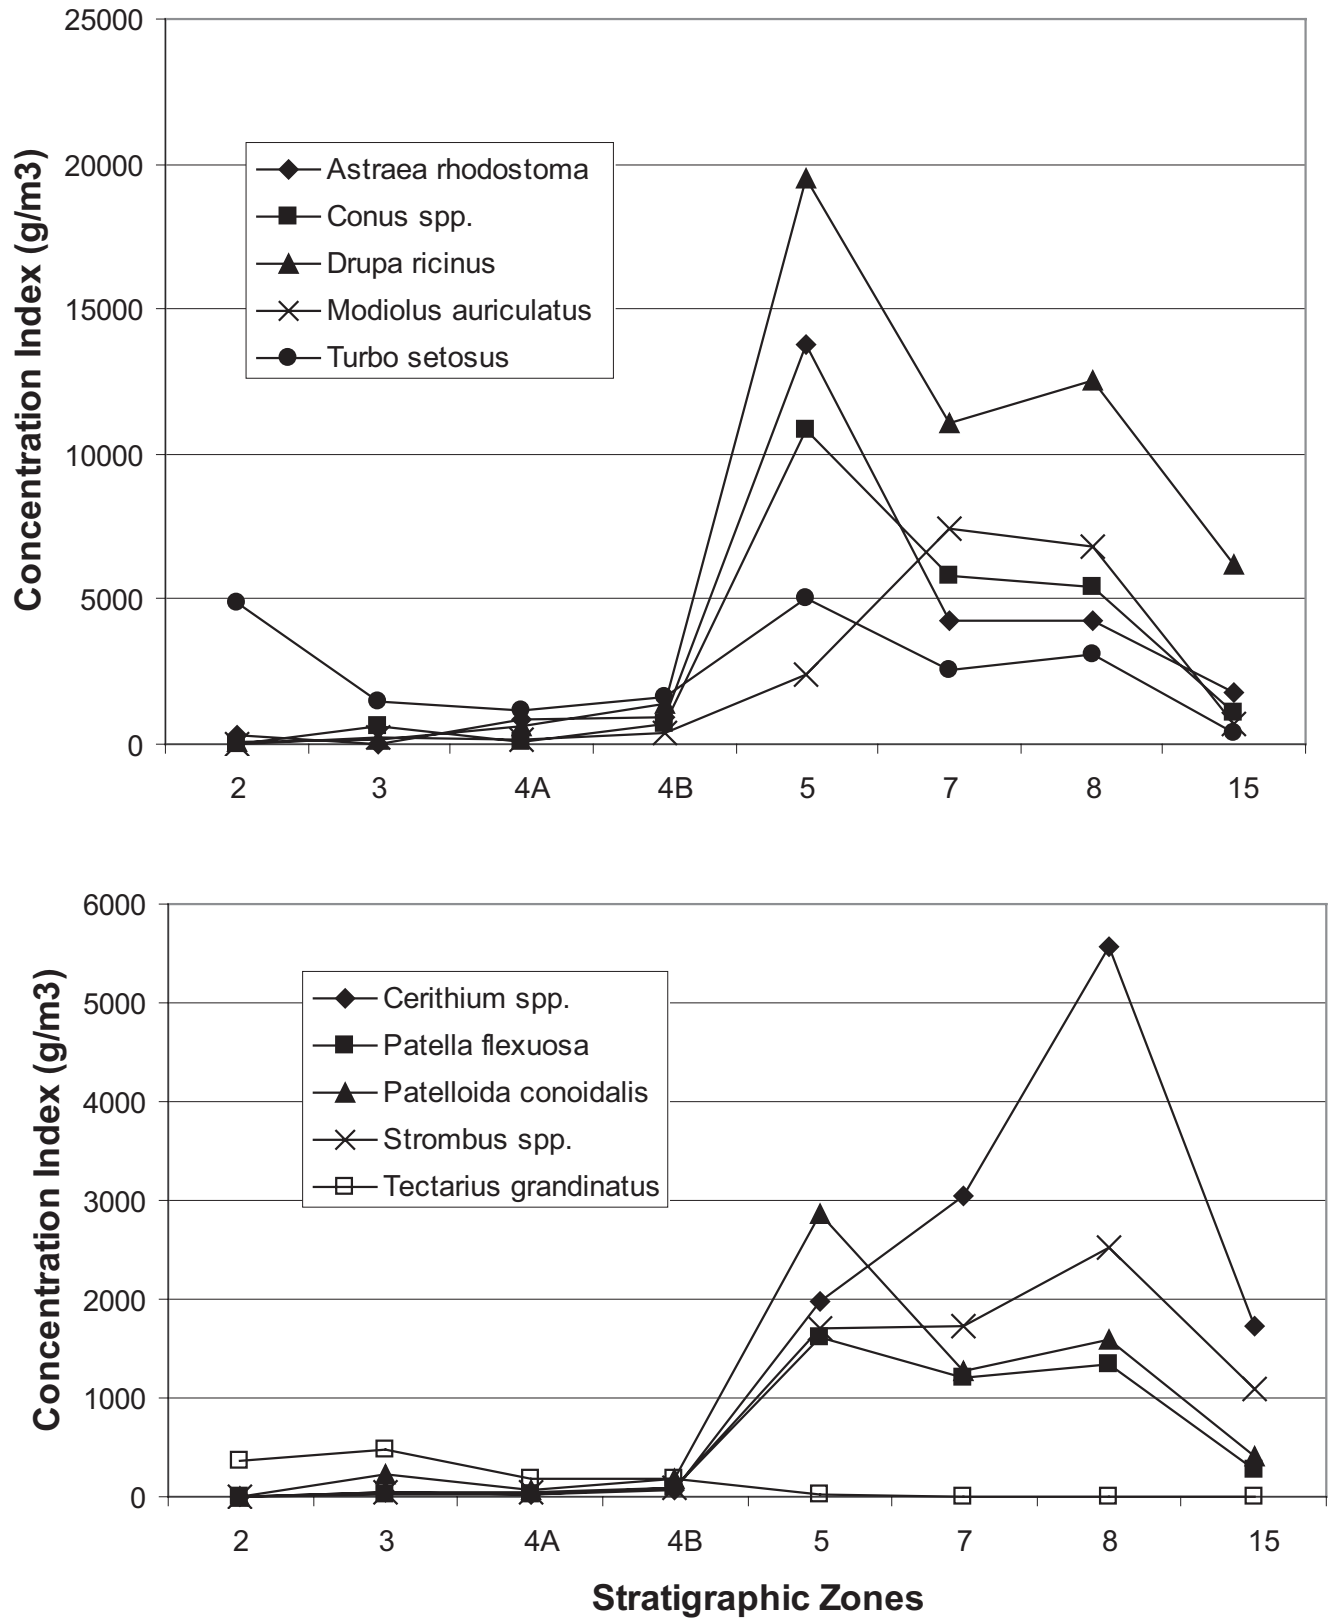 25000
20000
15000
10000
5000
0
Concentration Index (g/m3)
Astraea rhodostoma
Conus spp.
Drupa ricinus
Modiolus auriculatus
Turbo setosus
2 3 4A 4B 5 7 8 15
6000
5000
4000
3000
2000
1000
0
Concentration Index (g/m3)
Cerithium spp.
Patella flexuosa
Patelloida conoidalis
Strombus spp.
Tectarius grandinatus
2 3 4A 4B 5 7 8 15
Stratigraphic Zones